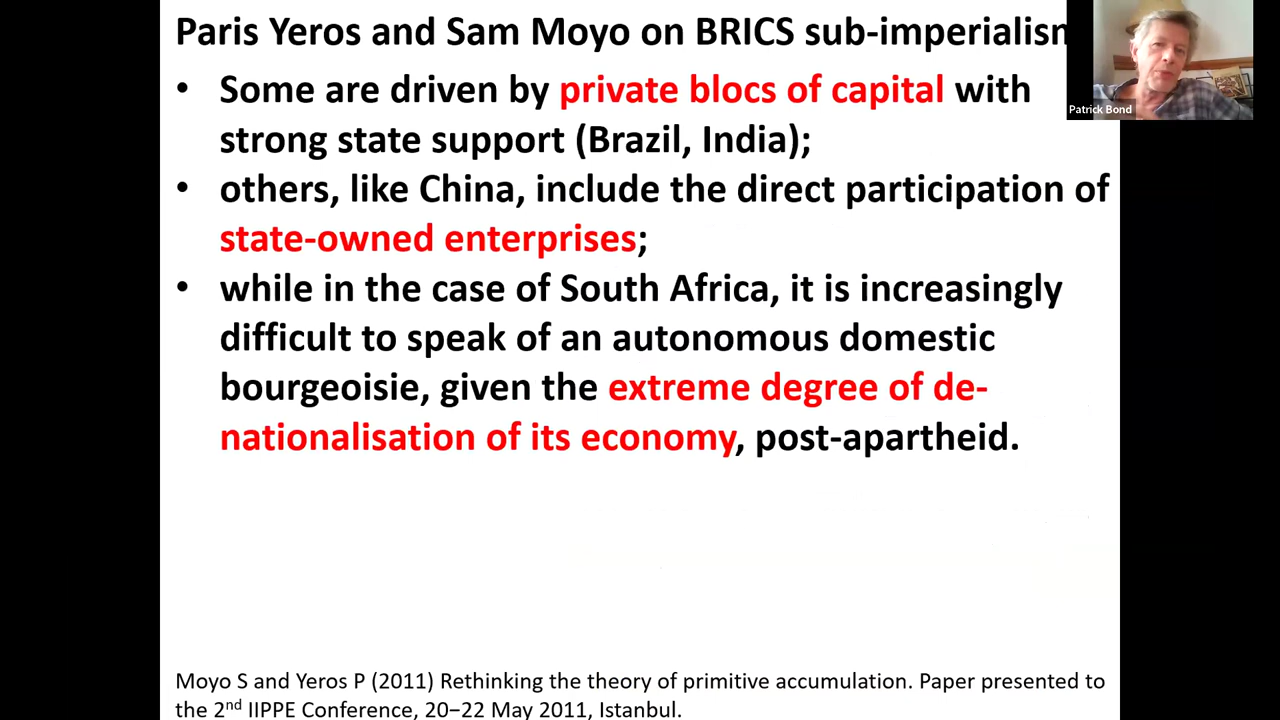 Paris Yeros and Sam Moyo on BRICS sub-imperialism
Patrick Bond
• Some are driven by private blocs of capital with
strong state support (Brazil, India);
• others, like China, include the direct participation of
state-owned enterprises;
• while in the case of South Africa, it is increasingly
difficult to speak of an autonomous domestic
bourgeoisie, given the extreme degree of de-
nationalisation of its economy, post-apartheid.
Moyo S and Yeros P (2011) Rethinking the theory of primitive accumulation. Paper presented to
the 2nd IIPPE Conference, 20−22 May 2011, Istanbul.